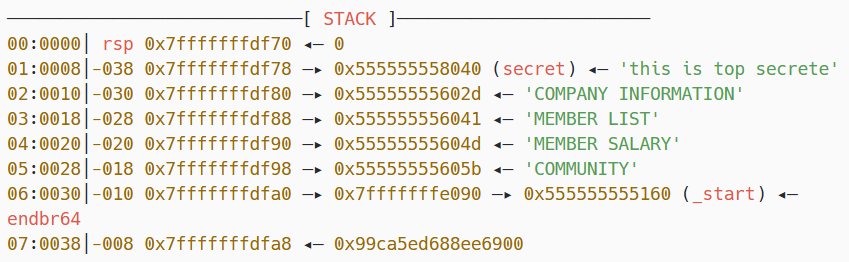 ────────────────────────────[ STACK ]────────────────────────
00:0000│ rsp 0x7fffffffdf70 ◂— 0
01:0008│-038 0x7fffffffdf78 —▸ 0x555555558040 (secret) ◂— 'this is top secrete'
02:0010│-030 0x7fffffffdf80 —▸ 0x55555555602d ◂— 'COMPANY INFORMATION'
03:0018│-028 0x7fffffffdf88 —▸ 0x555555556041 ◂— 'MEMBER LIST'
04:0020│-020 0x7fffffffdf90 —▸ 0x55555555604d ◂— 'MEMBER SALARY'
05:0028│-018 0x7fffffffdf98 —▸ 0x55555555605b ◂— 'COMMUNITY'
06:0030│-010 0x7fffffffdfa0 —▸ 0x7fffffffe090 —▸ 0x555555555160 (_start) ◂—
endbr64
07:0038│-008 0x7fffffffdfa8 ◂— 0x99ca5ed688ee6900